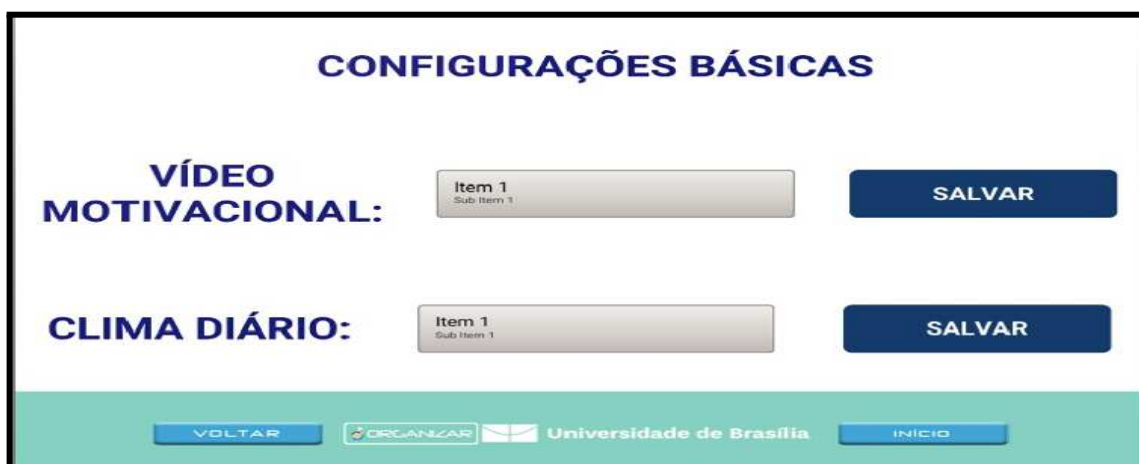 CONFIGURAÇÕES BÁSICAS
VÍDEO
MOTIVACIONAL:
Item 1
Sub Item 1
SALVAR
CLIMA DIÁRIO:
Item 1
Sub Item 1
SALVAR
VOLTAR
ORGANIZAR
Universidade de Brasília
INÍCIO